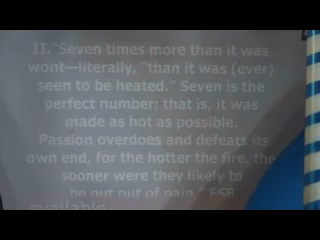 II."Seven times more than it was
wont—literally, "than it was (ever)
seen to be heated." Seven is the
perfect number; that is, it was
made as hot as possible.
Passion overdoes and defeats its
own end, for the hotter the fire, the
sooner were they likely to
be put out of pain." ESB
available